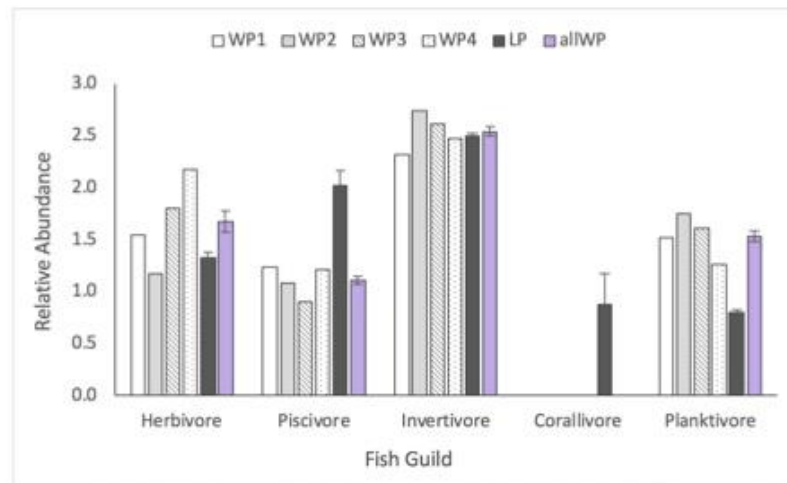 WP1 WP2 WP3 WP4 LP allWP
3.0
2.5
2.0
1.5
1.0
0.5
0.0
Relative Abundance
Herbivore Piscivore Invertivore Corallivore Planktivore
Fish Guild